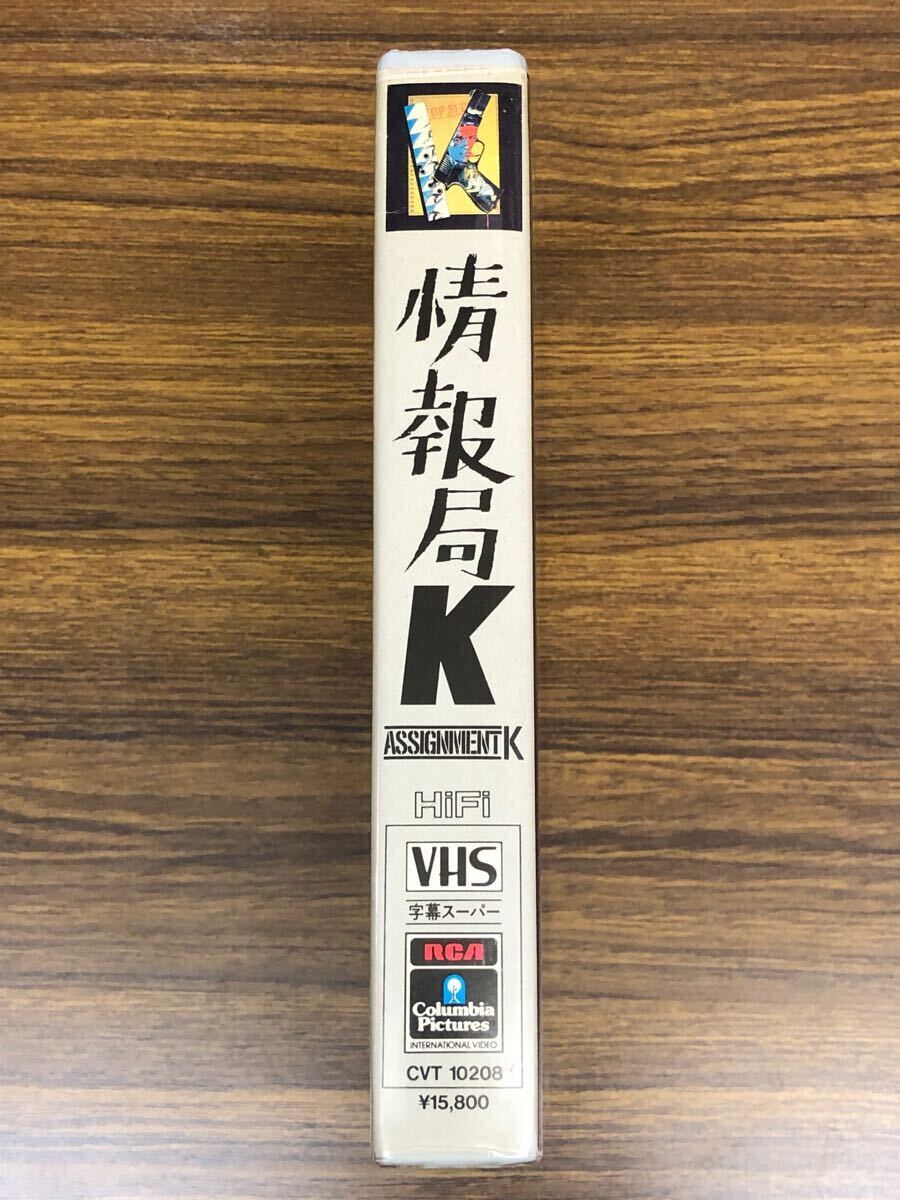 情報局
K
ASSIGNMENT K
HiFi
VHS
字幕スーパー
RCA
Columbia
Pictures
INTERNATIONAL VIDEO
CVT 10208
¥15,800